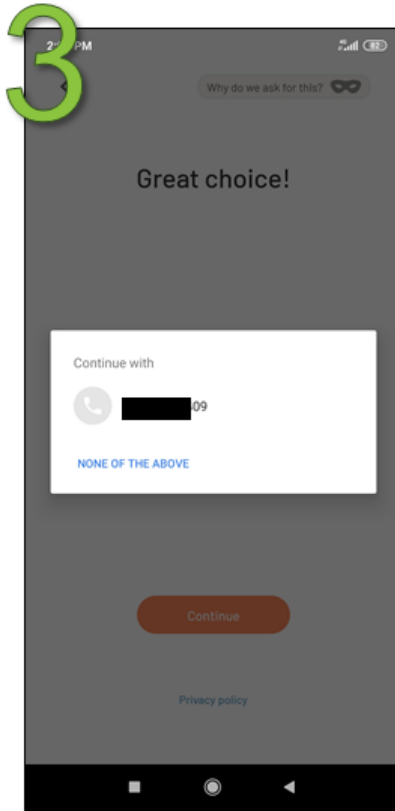 3
PM
82
Why do we ask for this?
Great choice!
Continue with
09
NONE OF THE ABOVE
Continue
Privacy policy